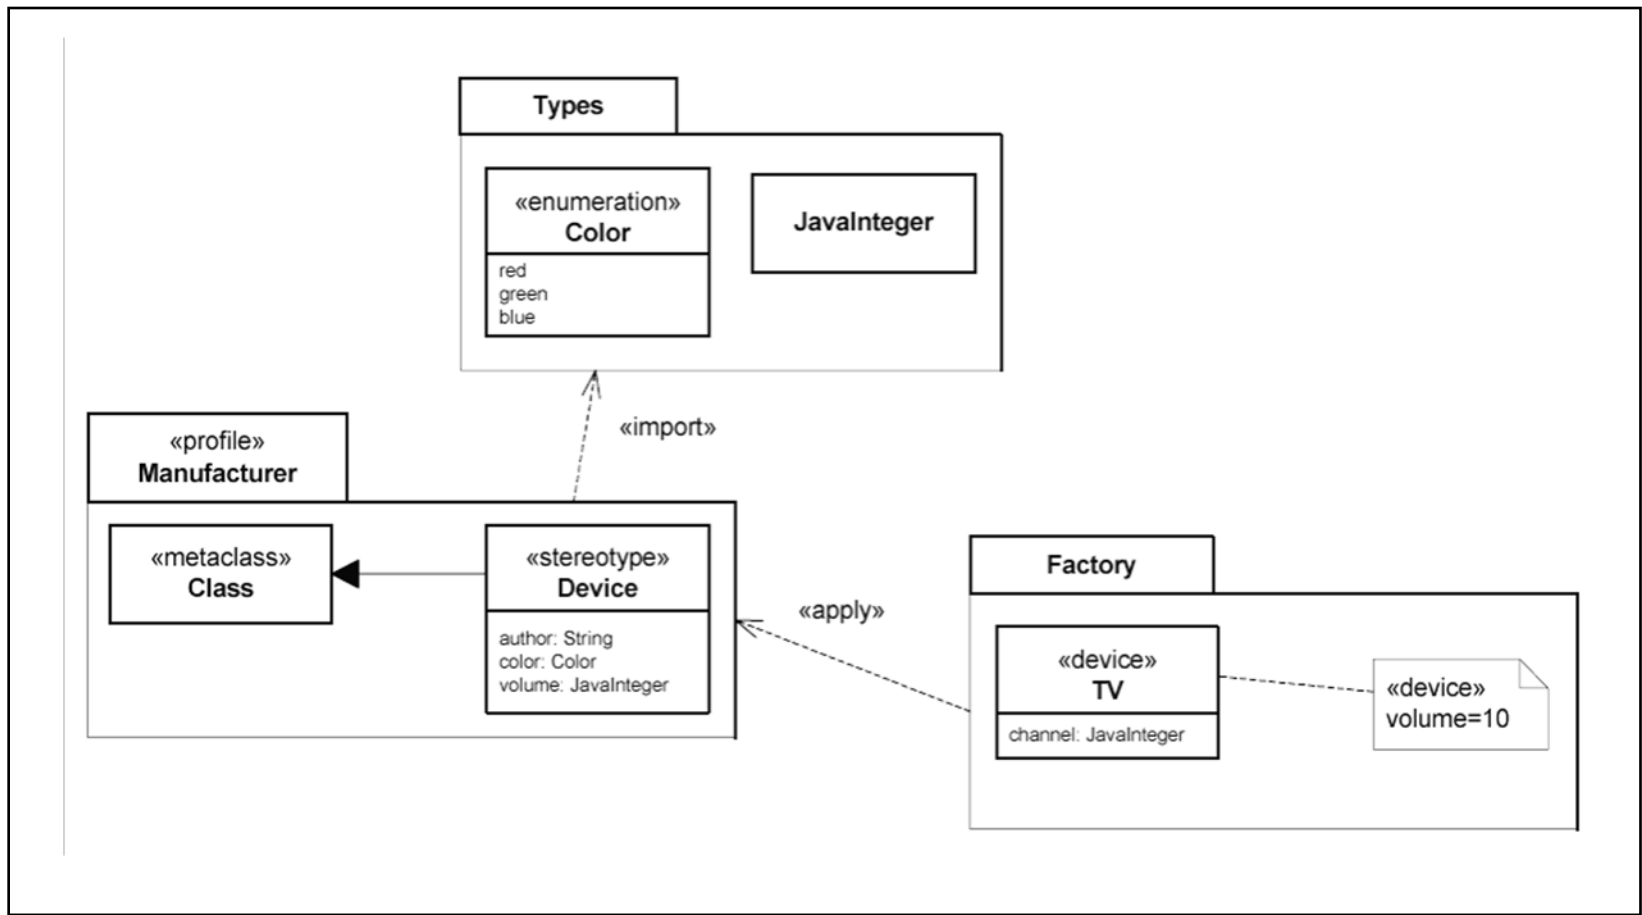 Types
«enumeration»
Color
red
green
blue
JavaInteger
«import»
«profile»
Manufacturer
«metaclass»
Class
«stereotype»
Device
author: String
color: Color
volume: JavaInteger
«apply»
Factory
«device»
TV
channel: JavaInteger
«device»
volume=10